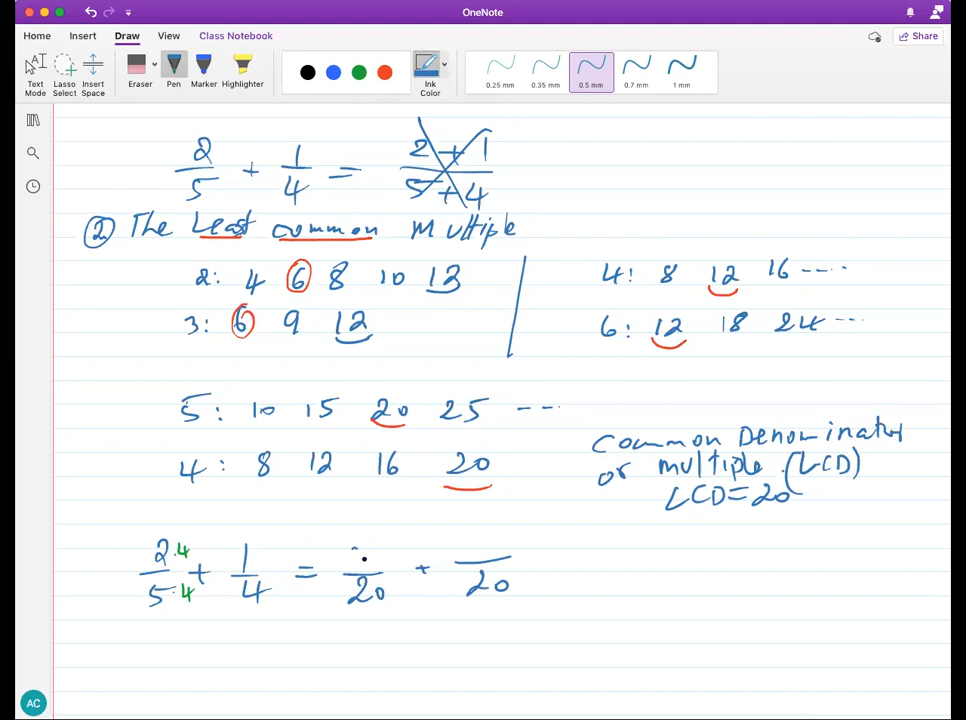 OneNote
Home Insert Draw View Class Notebook Share
Text Mode Lasso Select Insert Space Eraser Pen Marker Highlighter Ink Color 0.25 mm 0.35 mm 0.5 mm 0.7 mm 1 mm
2/5 + 1/4 = 2 + 1/5 + 4
② The Least common Multiple
2: 4 6 8 10 12
4: 8 12 16 ----
3: 6 9 12
6: 12 18 24 ---
5: 10 15 20 25 ---
4: 8 12 16 20
Common Denominator
or multiple (LCD)
LCD = 20
2·4/5·4 + 1/4 = /20 + /20
AC